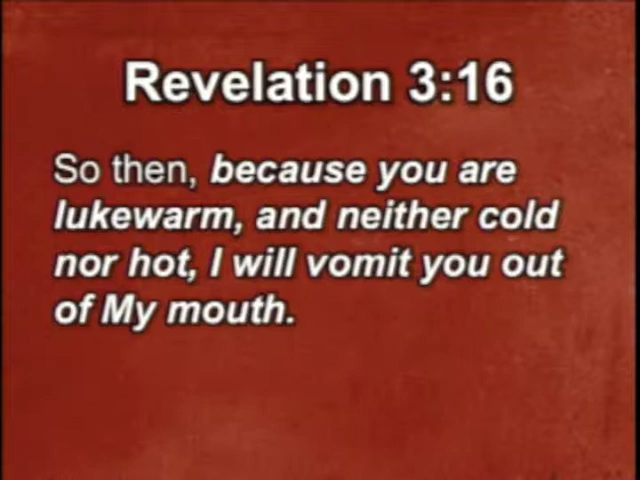 Revelation 3:16
So then, because you are
lukewarm, and neither cold
nor hot, I will vomit you out
of My mouth.